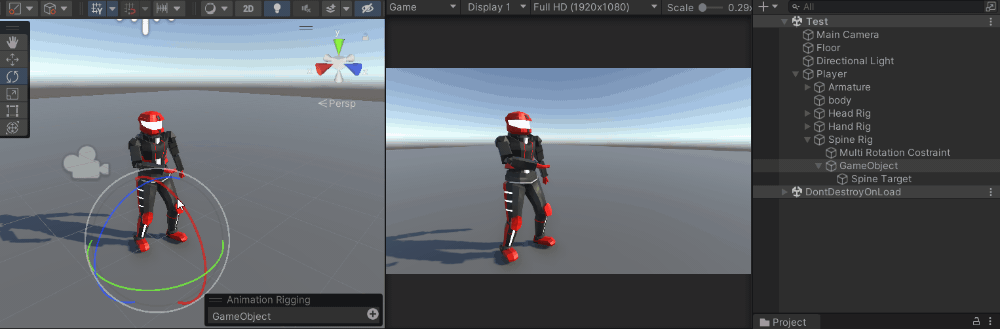 2D
Game
Display 1
Full HD (1920x1080)
Scale
0.29x
All
y
Persp
Animation Rigging
GameObject
Test
Main Camera
Floor
Directional Light
Player
Armature
body
Head Rig
Hand Rig
Spine Rig
Multi Rotation Costraint
GameObject
Spine Target
DontDestroyOnLoad
Project